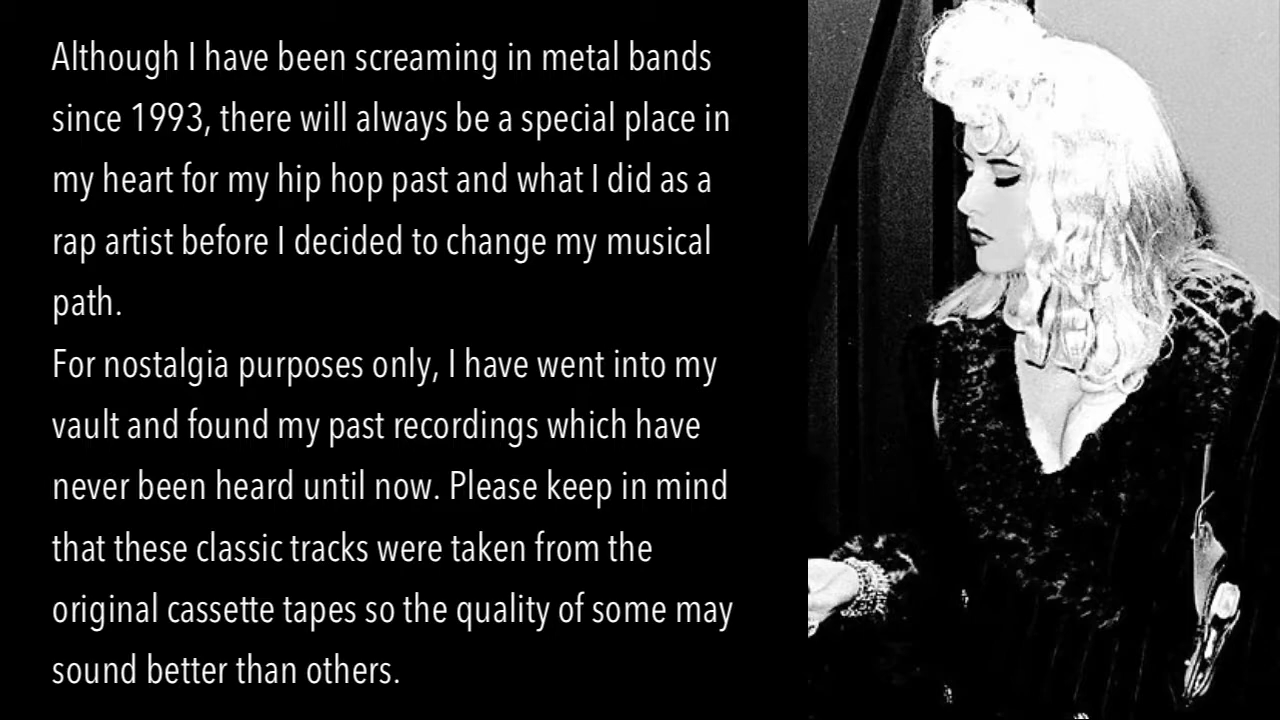 Although I have been screaming in metal bands
since 1993, there will always be a special place in
my heart for my hip hop past and what I did as a
rap artist before I decided to change my musical
path.
For nostalgia purposes only, I have went into my
vault and found my past recordings which have
never been heard until now. Please keep in mind
that these classic tracks were taken from the
original cassette tapes so the quality of some may
sound better than others.